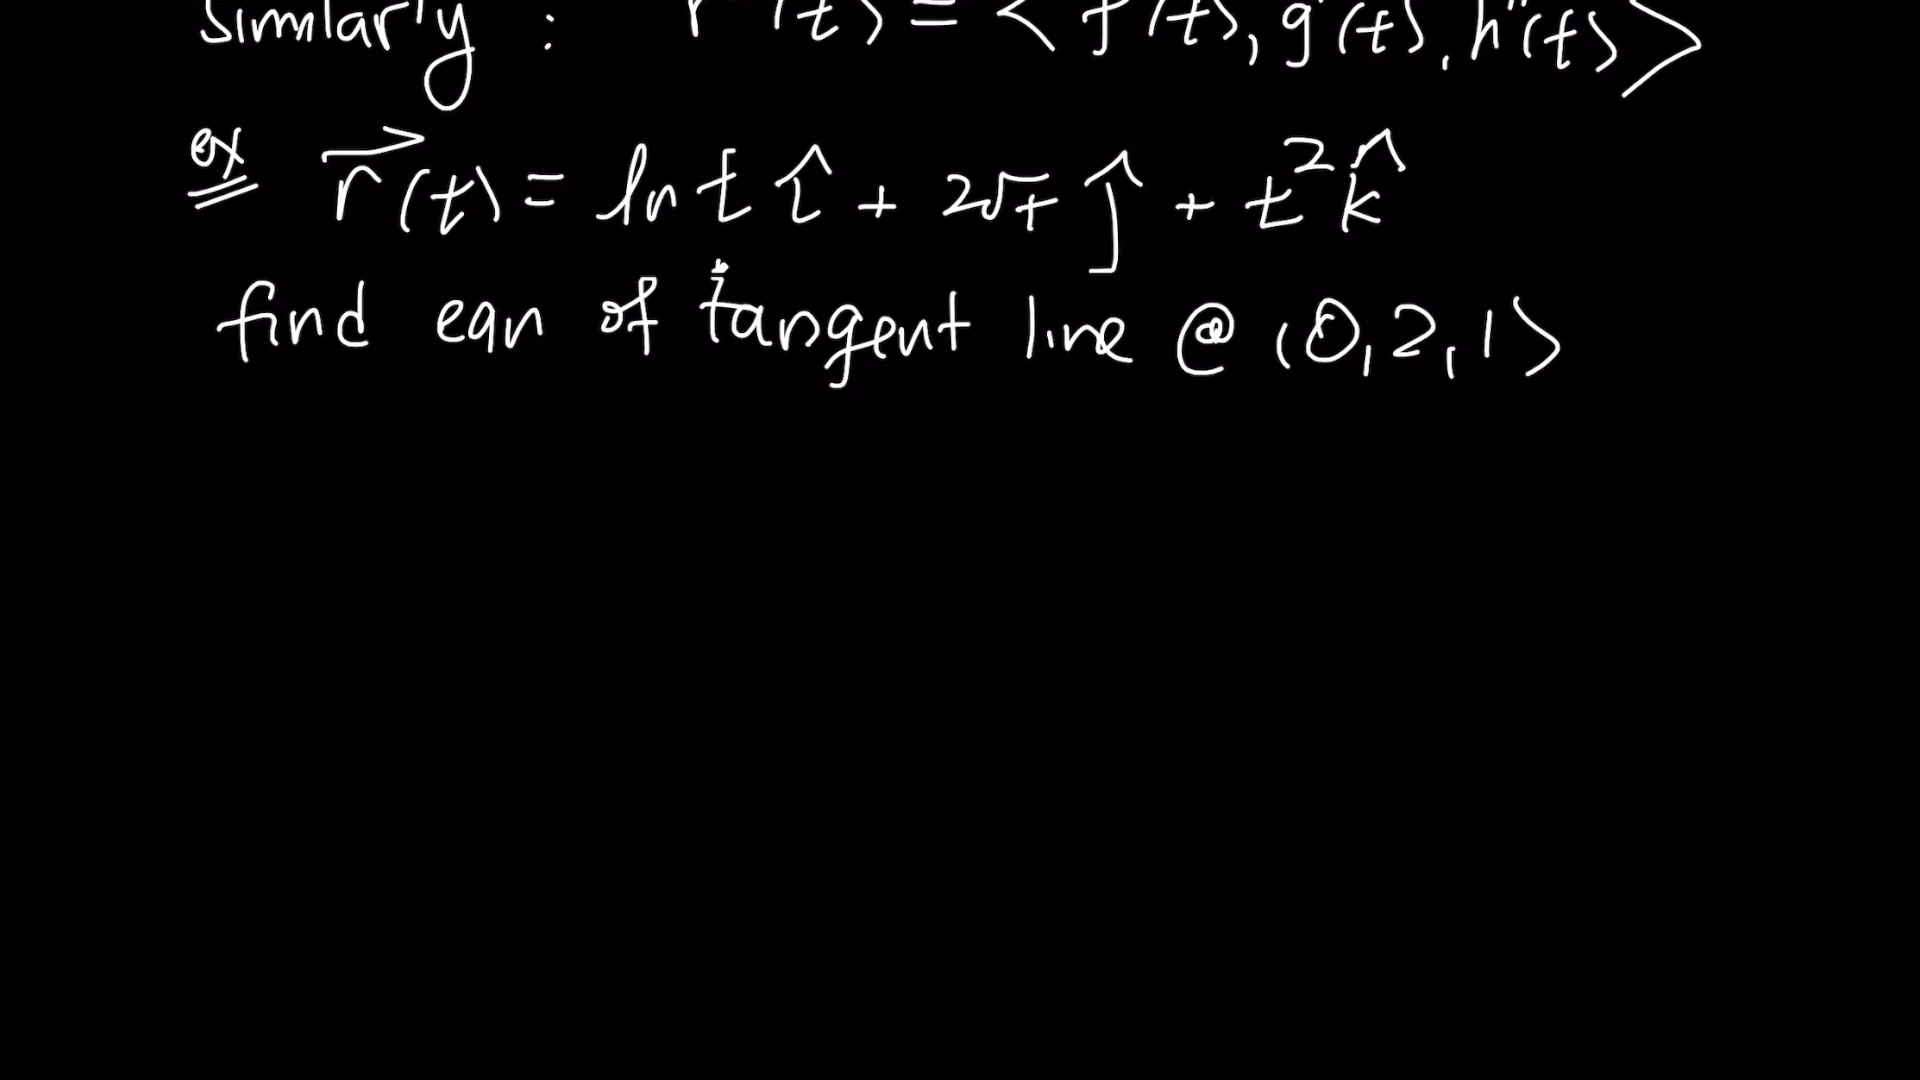 Similarly : r''(t) = < f''(t), g''(t), h''(t) >
ex r⃗(t) = ln t î + 2√t ĵ + t² k̂
find eqn of tangent line @ (0, 2, 1)